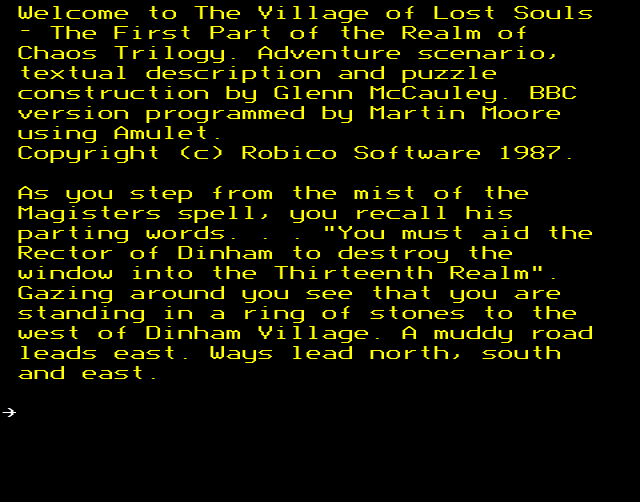 Welcome to The Village of Lost Souls
- The First Part of the Realm of
Chaos Trilogy. Adventure scenario,
textual description and puzzle
construction by Glenn McCauley. BBC
version programmed by Martin Moore
using Amulet.
Copyright (c) Robico Software 1987.
As you step from the mist of the
Magisters spell, you recall his
parting words. . . "You must aid the
Rector of Dinham to destroy the
window into the Thirteenth Realm".
Gazing around you see that you are
standing in a ring of stones to the
west of Dinham Village. A muddy road
leads east. Ways lead north, south
and east.
→